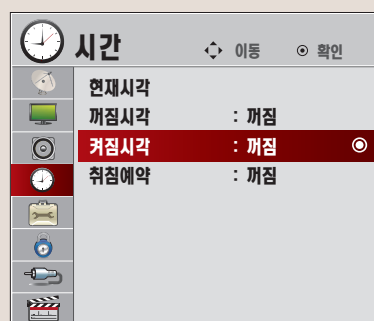 시간 이동 확인
현재시각
꺼짐시각 : 꺼짐
켜짐시각 : 꺼짐
취침예약 : 꺼짐